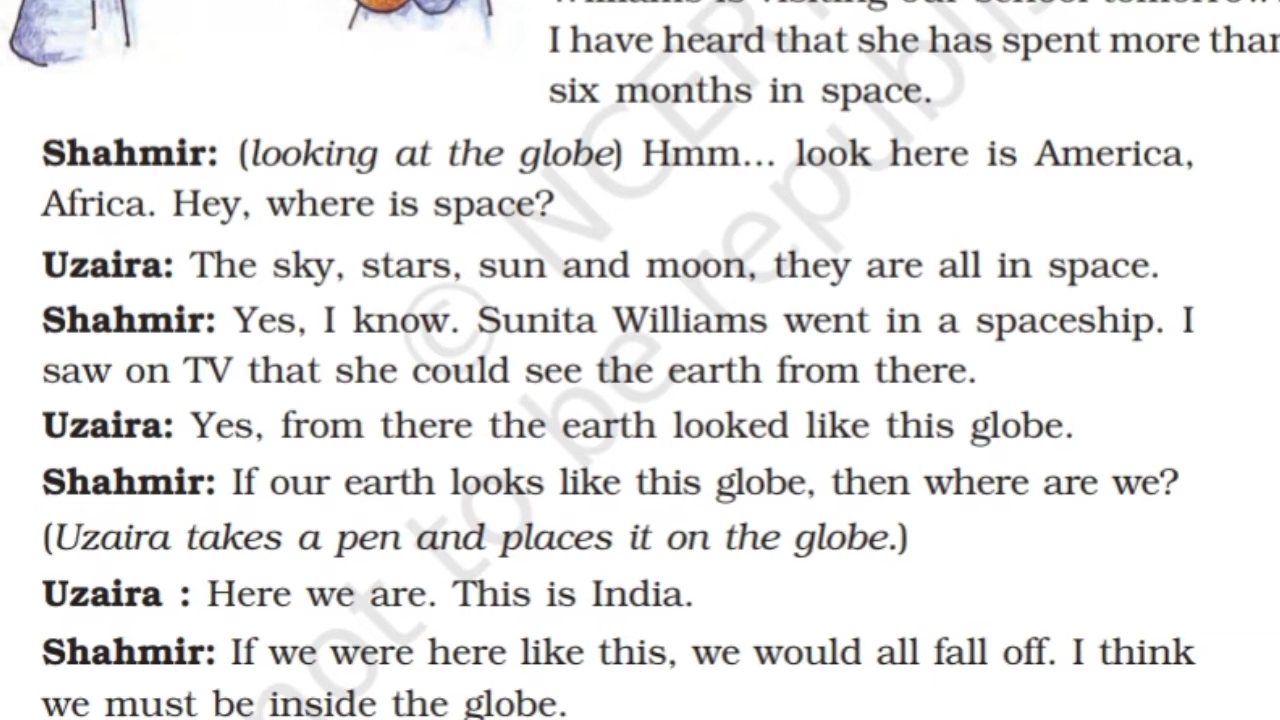 I have heard that she has spent more than
six months in space.
Shahmir: (looking at the globe) Hmm... look here is America,
Africa. Hey, where is space?
Uzaira: The sky, stars, sun and moon, they are all in space.
Shahmir: Yes, I know. Sunita Williams went in a spaceship. I
saw on TV that she could see the earth from there.
Uzaira: Yes, from there the earth looked like this globe.
Shahmir: If our earth looks like this globe, then where are we?
(Uzaira takes a pen and places it on the globe.)
Uzaira : Here we are. This is India.
Shahmir: If we were here like this, we would all fall off. I think
we must be inside the globe.
© NCER
not to be republi